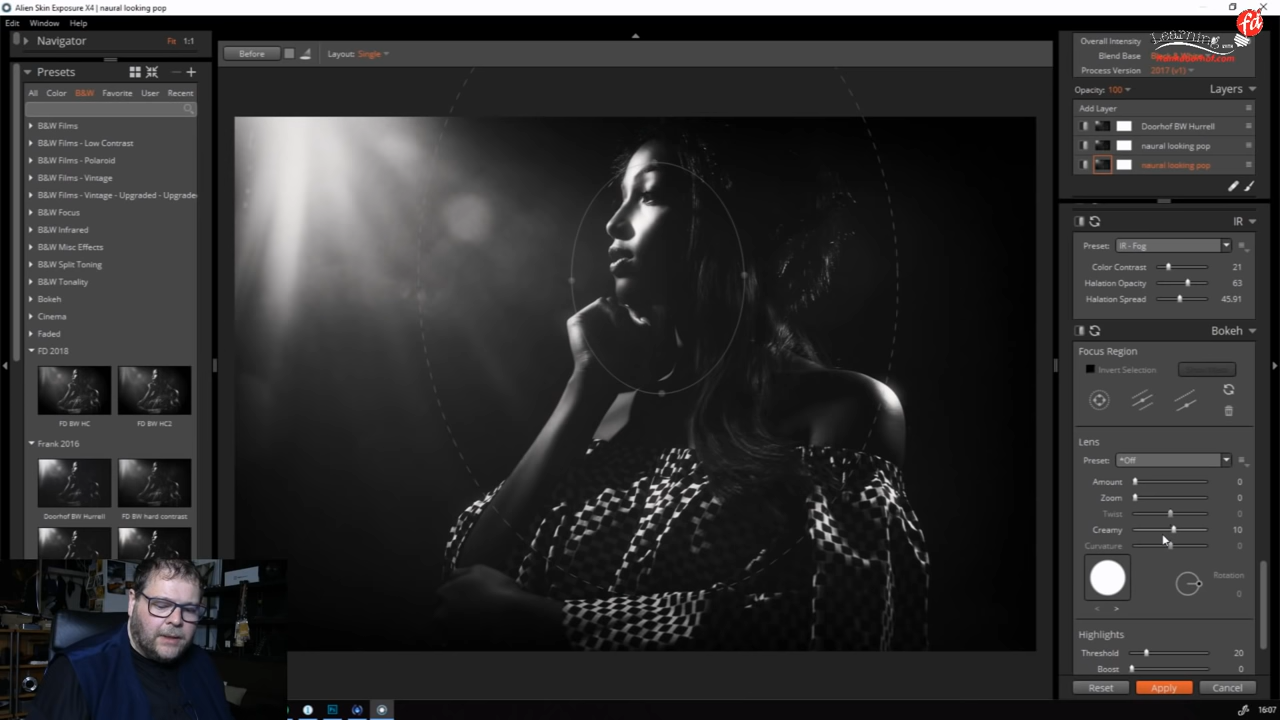 Alien Skin Exposure X4 | naural looking pop
Edit Window Help
Navigator Fit 1:1
Presets
All Color B&W Favorite User Recent
B&W Films
B&W Films - Low Contrast
B&W Films - Polaroid
B&W Films - Vintage
B&W Films - Vintage - Upgraded - Upgrade
B&W Focus
B&W Infrared
B&W Misc Effects
B&W Split Toning
B&W Tonality
Bokeh
Cinema
Faded
FD 2018
FD BW HC FD BW HC2
Frank 2016
Doorhof BW Hurrell FD BW hard contrast
Before Layout: Single
fd
Learning
Overall Intensity
Blend Base
Process Version 2017 (v1)
Opacity: 100 Layers
Add Layer
Doorhof BW Hurrell
naural looking pop
naural looking pop
IR
Preset: IR - Fog
Color Contrast 21
Halation Opacity 63
Halation Spread 45.91
Bokeh
Focus Region
Invert Selection
Lens
Preset: *Off
Amount 0
Zoom 0
Twist 0
Creamy 10
Curvature 0
Rotation
0
< >
Highlights
Threshold 20
Boost 0
Reset Apply Cancel
16:07